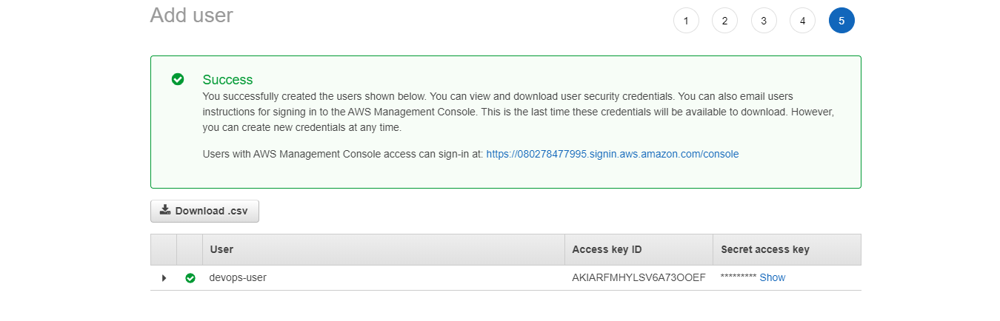 Add user
1 2 3 4 5
Success
You successfully created the users shown below. You can view and download user security credentials. You can also email users
instructions for signing in to the AWS Management Console. This is the last time these credentials will be available to download. However,
you can create new credentials at any time.
Users with AWS Management Console access can sign-in at: https://080278477995.signin.aws.amazon.com/console
Download .csv
User Access key ID Secret access key
devops-user AKIARFMHYLSV6A73OOEF ********* Show